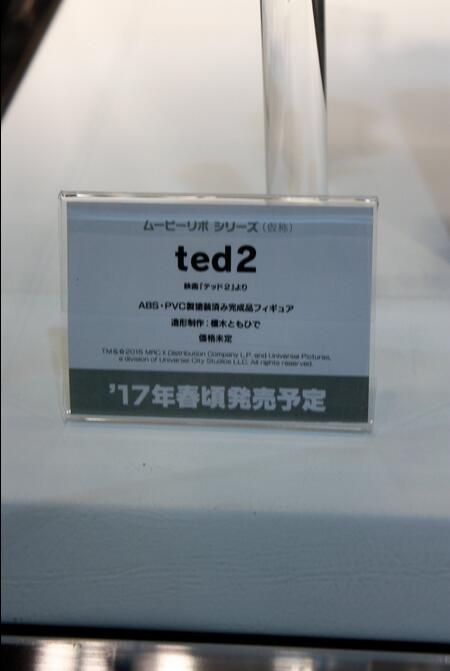 ムービーリボ シリーズ（仮称）
ted2
映画『テッド2』より
ABS・PVC製塗装済み完成品フィギュア
造形制作：榎木ともひで
価格未定
TM & © 2015 MRC II Distribution Company L.P. and Universal Pictures,
a division of Universal City Studios LLC. All rights reserved.
'17年春頃発売予定